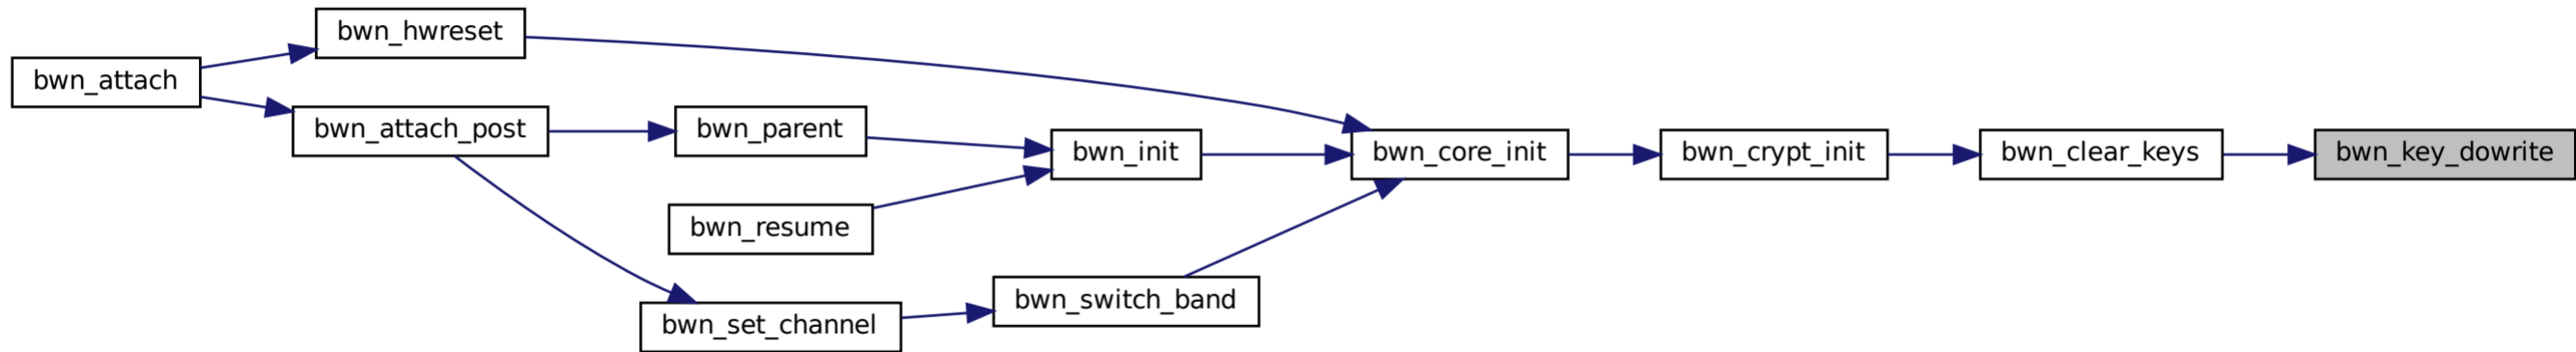 bwn_hwreset
bwn_attach
bwn_attach_post
bwn_parent
bwn_init
bwn_core_init
bwn_crypt_init
bwn_clear_keys
bwn_key_dowrite
bwn_resume
bwn_switch_band
bwn_set_channel